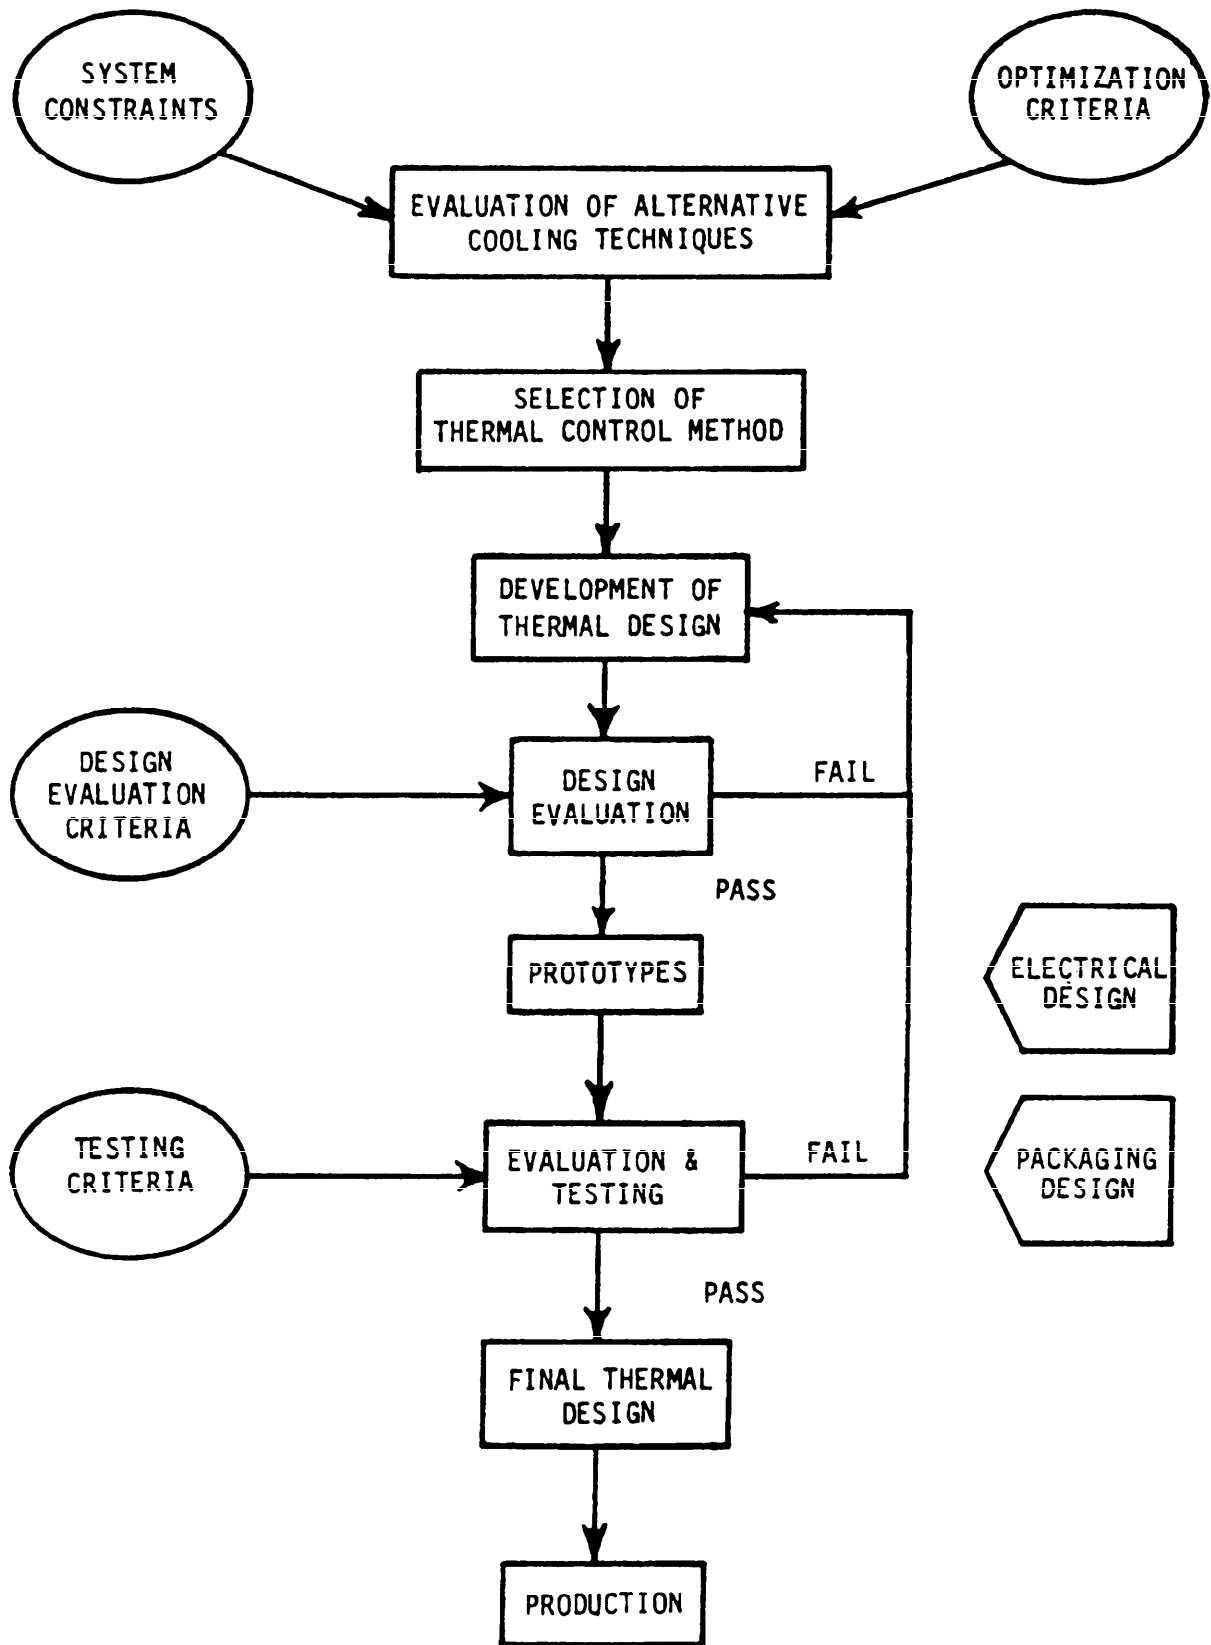 SYSTEM
CONSTRAINTS
OPTIMIZATION
CRITERIA
EVALUATION OF ALTERNATIVE
COOLING TECHNIQUES
SELECTION OF
THERMAL CONTROL METHOD
DEVELOPMENT OF
THERMAL DESIGN
DESIGN
EVALUATION
CRITERIA
DESIGN
EVALUATION
FAIL
PASS
PROTOTYPES
ELECTRICAL
DESIGN
TESTING
CRITERIA
EVALUATION &
TESTING
FAIL
PACKAGING
DESIGN
PASS
FINAL THERMAL
DESIGN
PRODUCTION